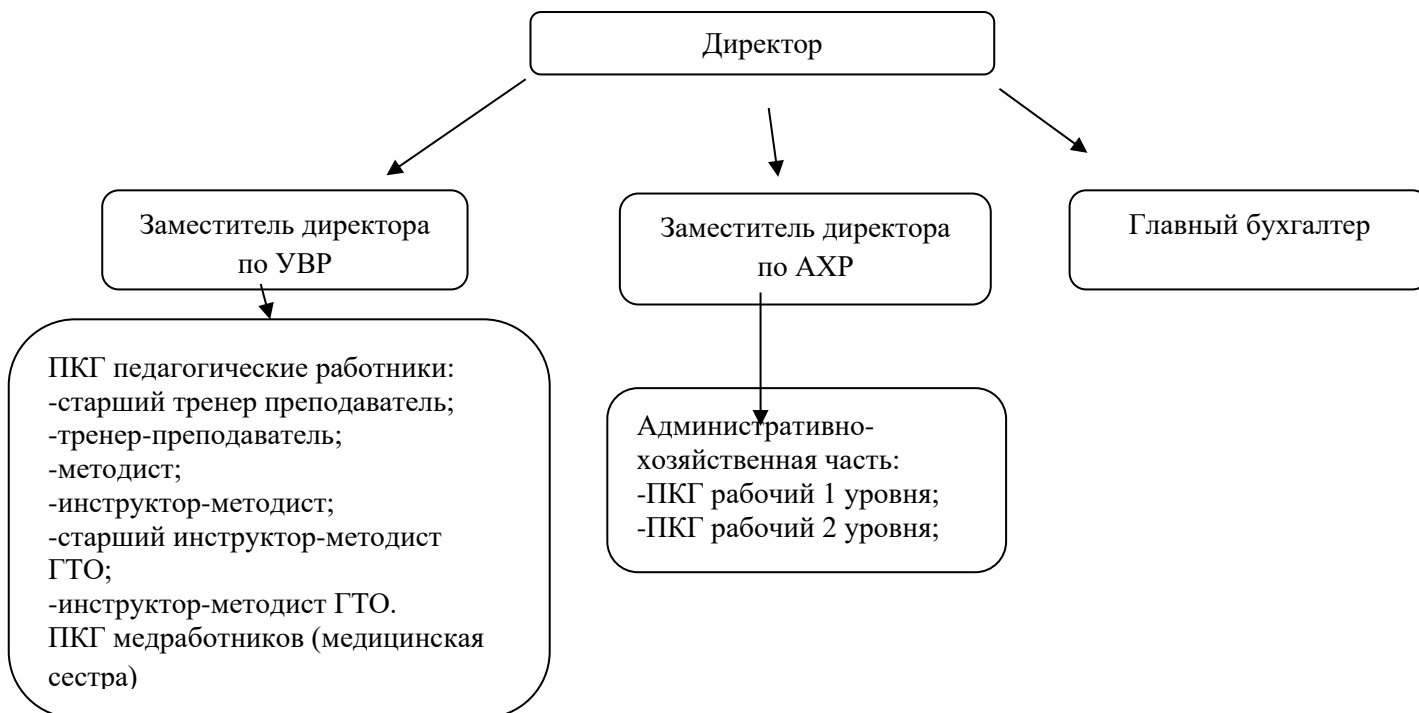 Директор
Заместитель директора
по УВР
Заместитель директора
по АХР
Главный бухгалтер
ПКГ педагогические работники:
-старший тренер преподаватель;
-тренер-преподаватель;
-методист;
-инструктор-методист;
-старший инструктор-методист
ГТО;
-инструктор-методист ГТО.
ПКГ медработников (медицинская
сестра)
Административно-
хозяйственная часть:
-ПКГ рабочий 1 уровня;
-ПКГ рабочий 2 уровня;